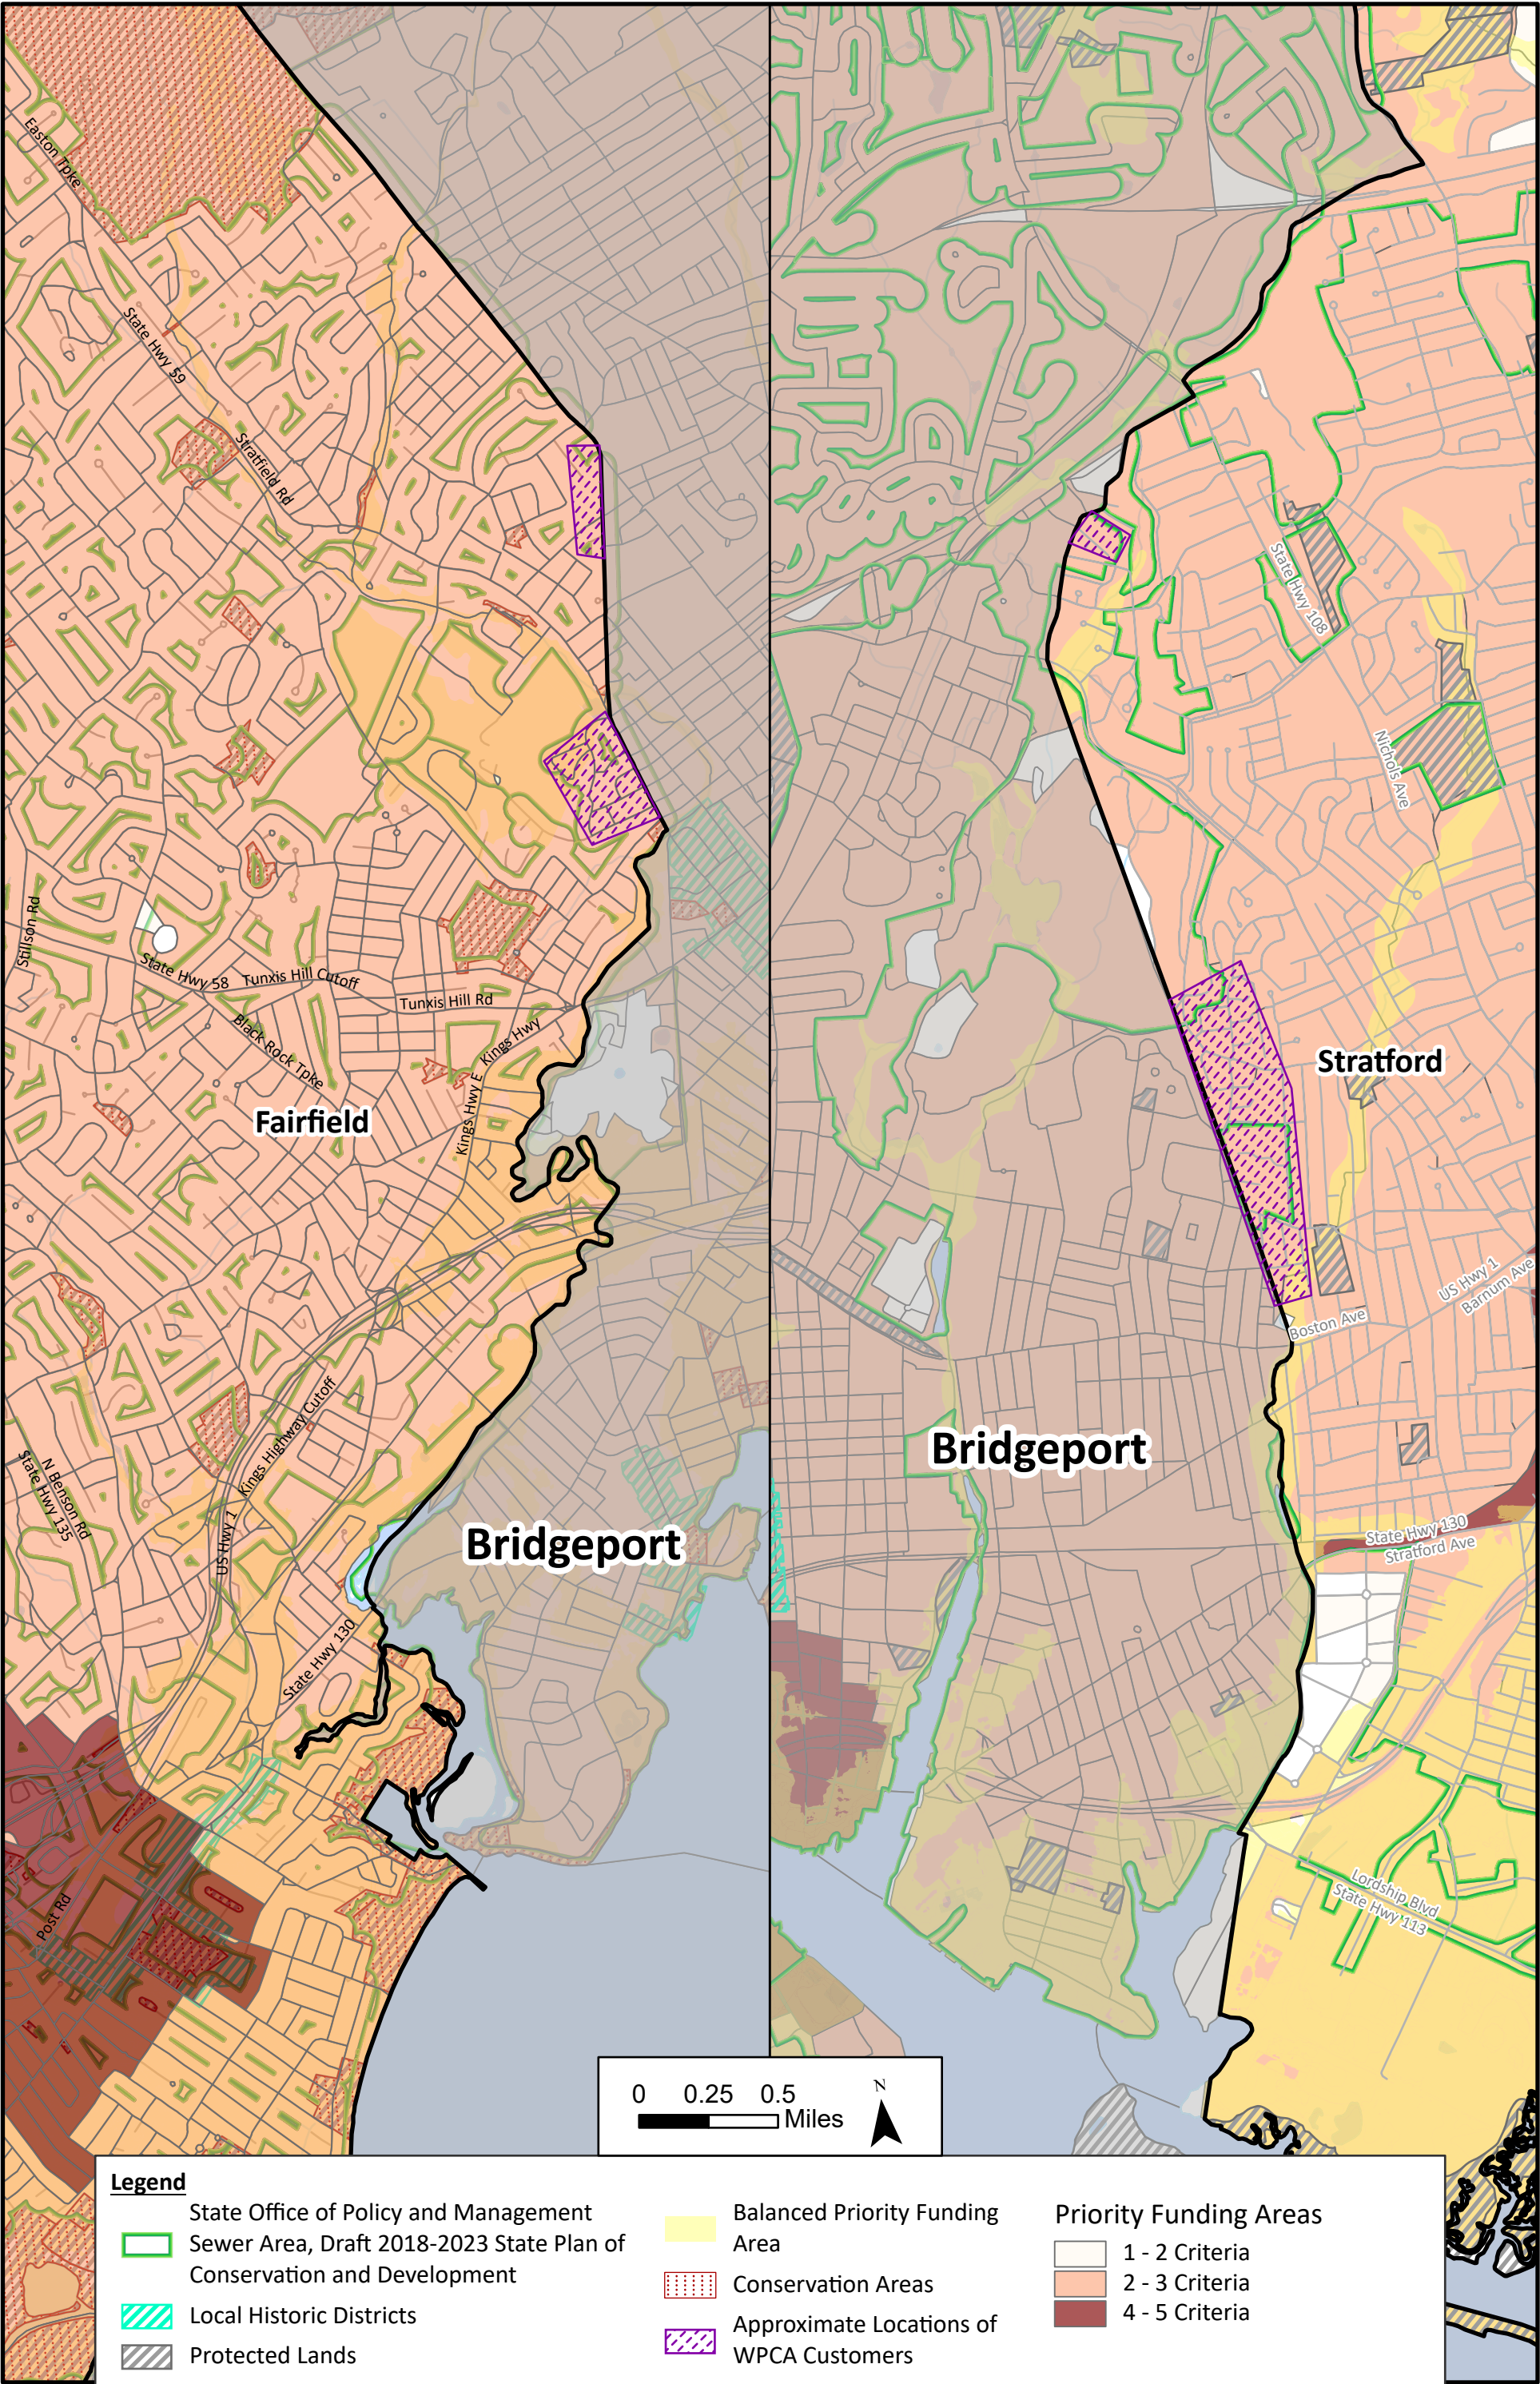 Easton Tpke
State Hwy 59
Stratfield Rd
State Hwy 108
Nichols Ave
Stillson Rd
State Hwy 58
Tunxis Hill Cutoff
Tunxis Hill Rd
Black Rock Tpke
Kings Hwy
Kings Hwy E
Fairfield
Stratford
US Hwy 1
Barnum Ave
Boston Ave
Kings Highway Cutoff
N Benson Rd
State Hwy 135
US Hwy 1
Bridgeport
Bridgeport
State Hwy 130
Stratford Ave
State Hwy 130
Post Rd
Lordship Blvd
State Hwy 113
0 0.25 0.5
Miles
N
Legend
State Office of Policy and Management
Sewer Area, Draft 2018-2023 State Plan of
Conservation and Development
Local Historic Districts
Protected Lands
Balanced Priority Funding
Area
Conservation Areas
Approximate Locations of
WPCA Customers
Priority Funding Areas
1 - 2 Criteria
2 - 3 Criteria
4 - 5 Criteria